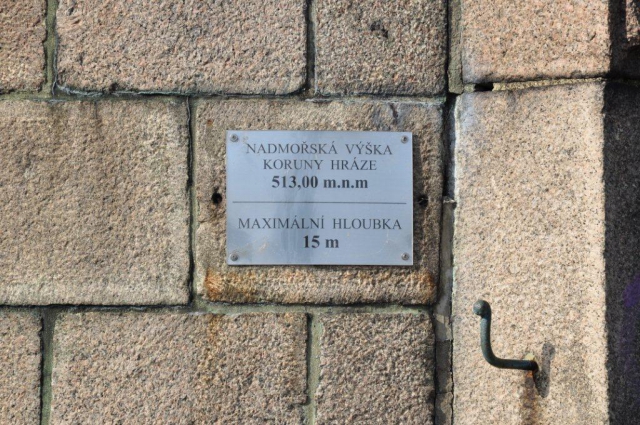 NADMOŘSKÁ VÝŠKA
KORUNY HRÁZE
513,00 m.n.m
MAXIMÁLNÍ HLOUBKA
15 m